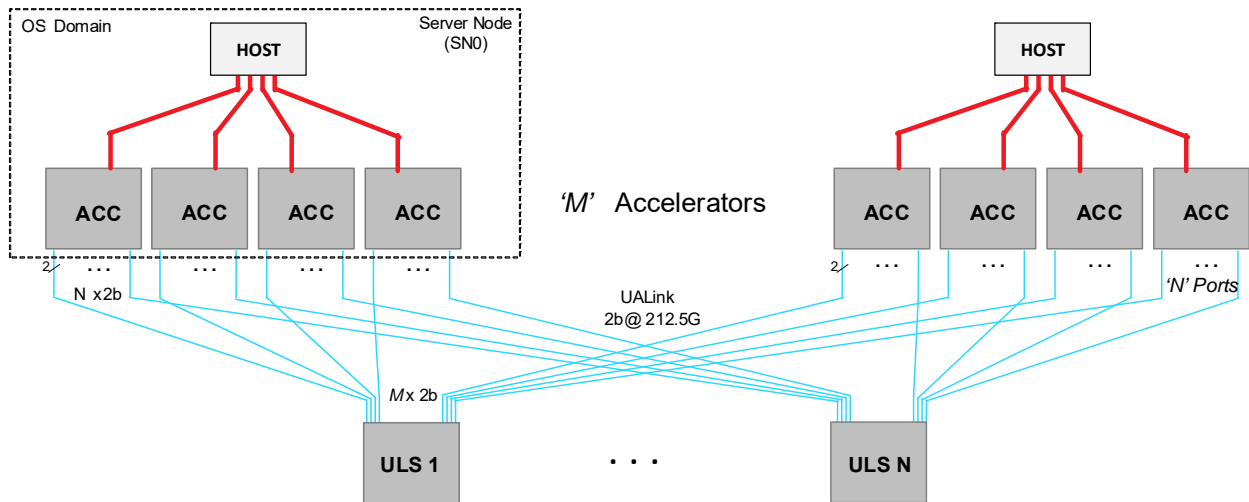 OS Domain
Server Node
(SN0)
HOST
HOST
ACC
ACC
ACC
ACC
‘M’ Accelerators
ACC
ACC
ACC
ACC
2
...
...
...
...
2
...
...
...
...
N x2b
UALink
2b@ 212.5G
‘N’ Ports
Mx 2b
ULS 1
. . .
ULS N